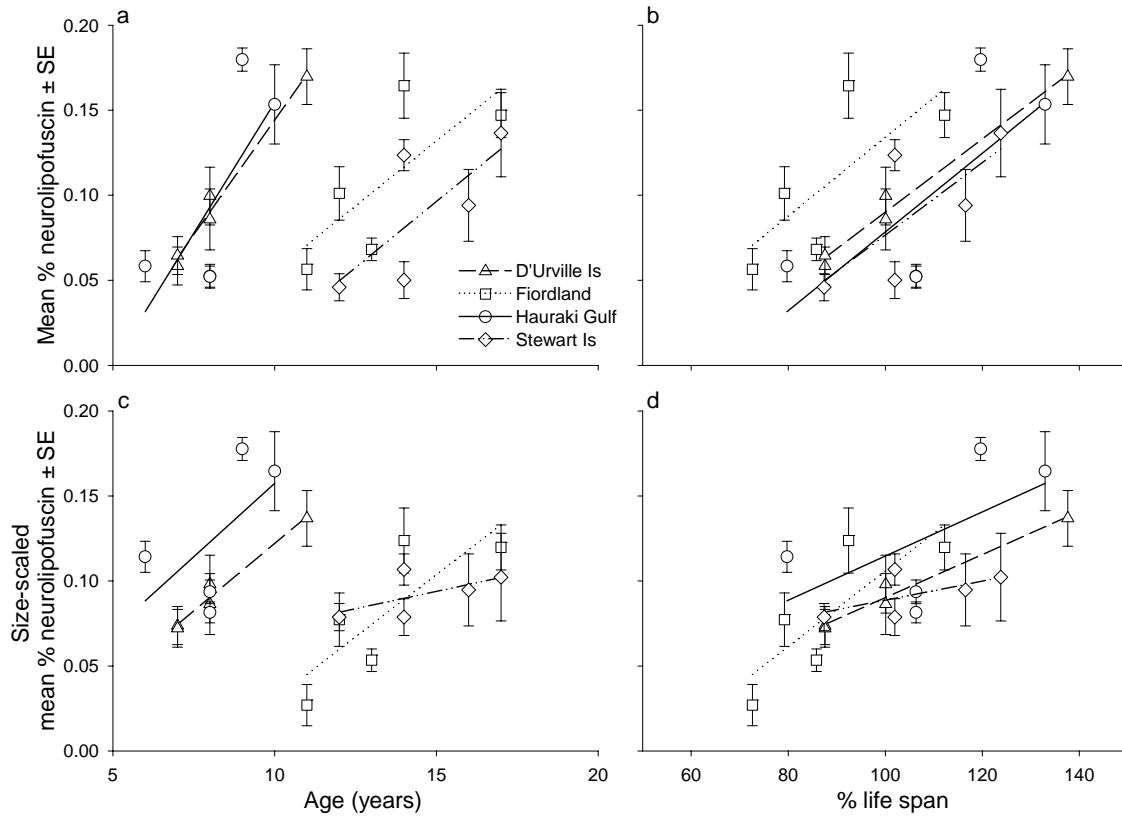 a
b
0.20
0.15
0.10
0.05
0.00
Mean % neurolipofuscin ± SE
D'Urville Is
Fiordland
Hauraki Gulf
Stewart Is
c
d
0.20
0.15
0.10
0.05
0.00
Size-scaled
mean % neurolipofuscin ± SE
5
10
15
20
60
80
100
120
140
Age (years)
% life span